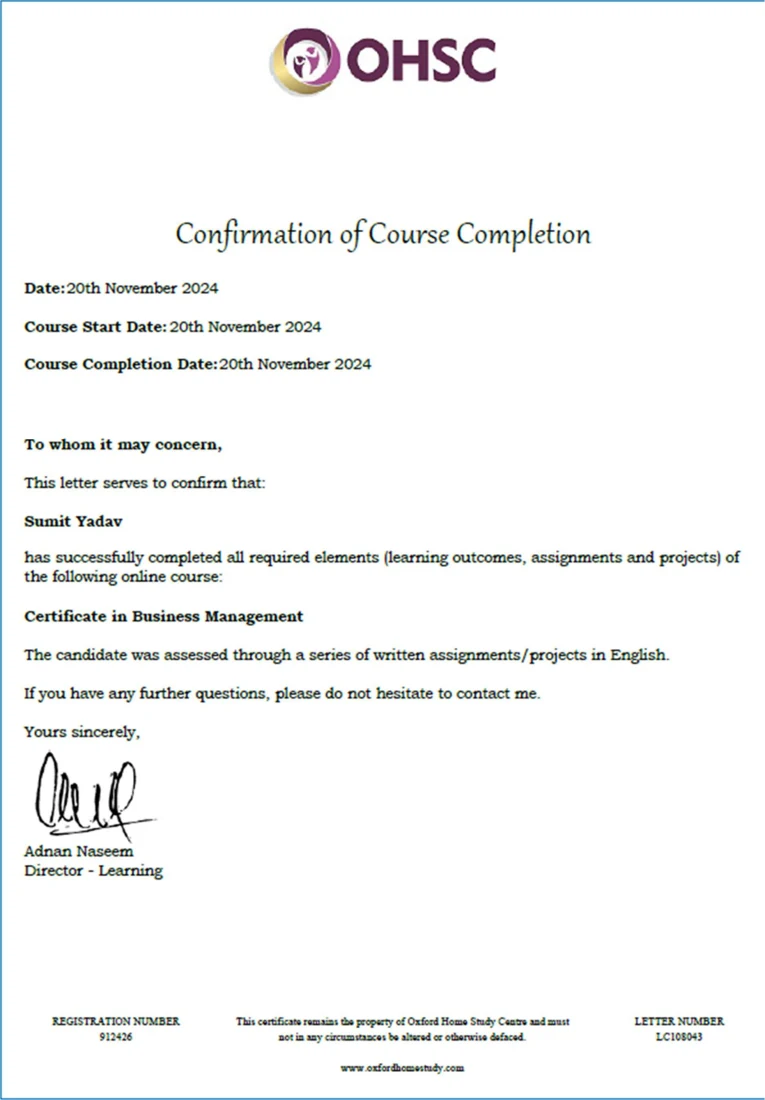 OHSC
Confirmation of Course Completion
Date:20th November 2024
Course Start Date: 20th November 2024
Course Completion Date:20th November 2024
To whom it may concern,
This letter serves to confirm that:
Sumit Yadav
has successfully completed all required elements (learning outcomes, assignments and projects) of
the following online course:
Certificate in Business Management
The candidate was assessed through a series of written assignments/projects in English.
If you have any further questions, please do not hesitate to contact me.
Yours sincerely,
Adnan Naseem
Director - Learning
REGISTRATION NUMBER
912426
This certificate remains the property of Oxford Home Study Centre and must
not in any circumstances be altered or otherwise defaced.
www.oxfordhomestudy.com
LETTER NUMBER
LC108043